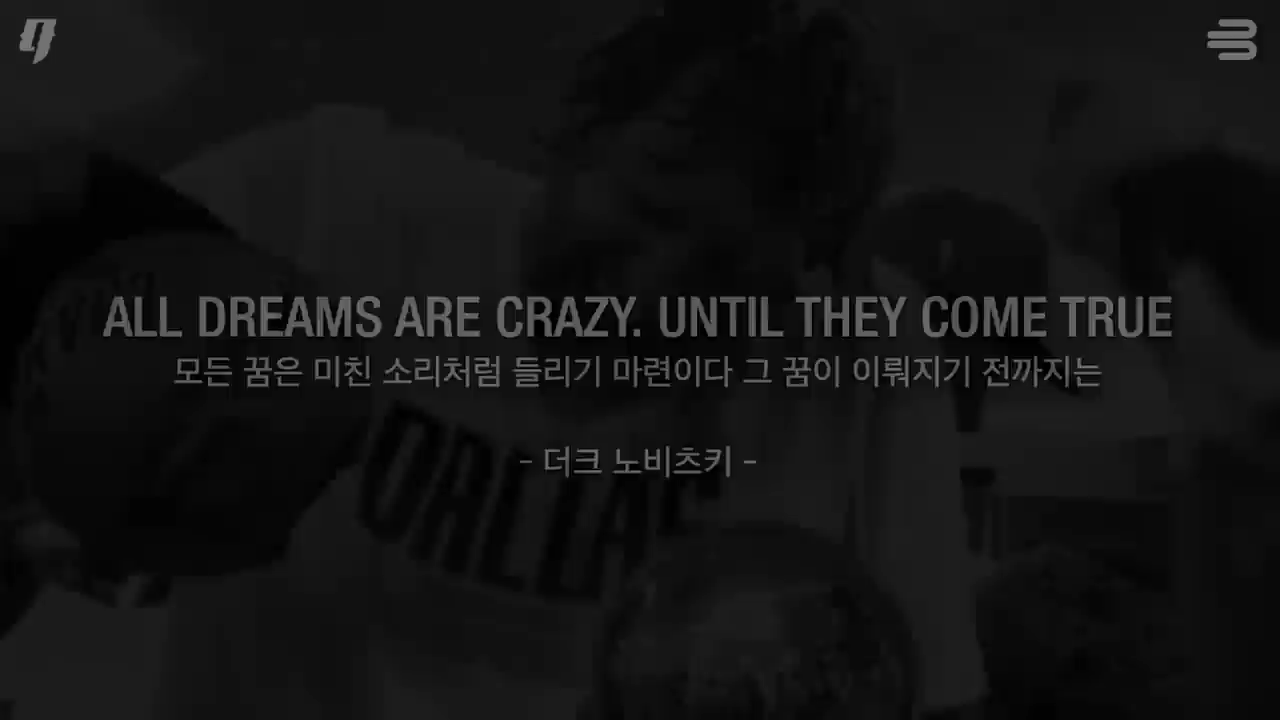 ALL DREAMS ARE CRAZY. UNTIL THEY COME TRUE
모든 꿈은 미친 소리처럼 들리기 마련이다 그 꿈이 이뤄지기 전까지는
- 더크 노비츠키 -
DALLAS